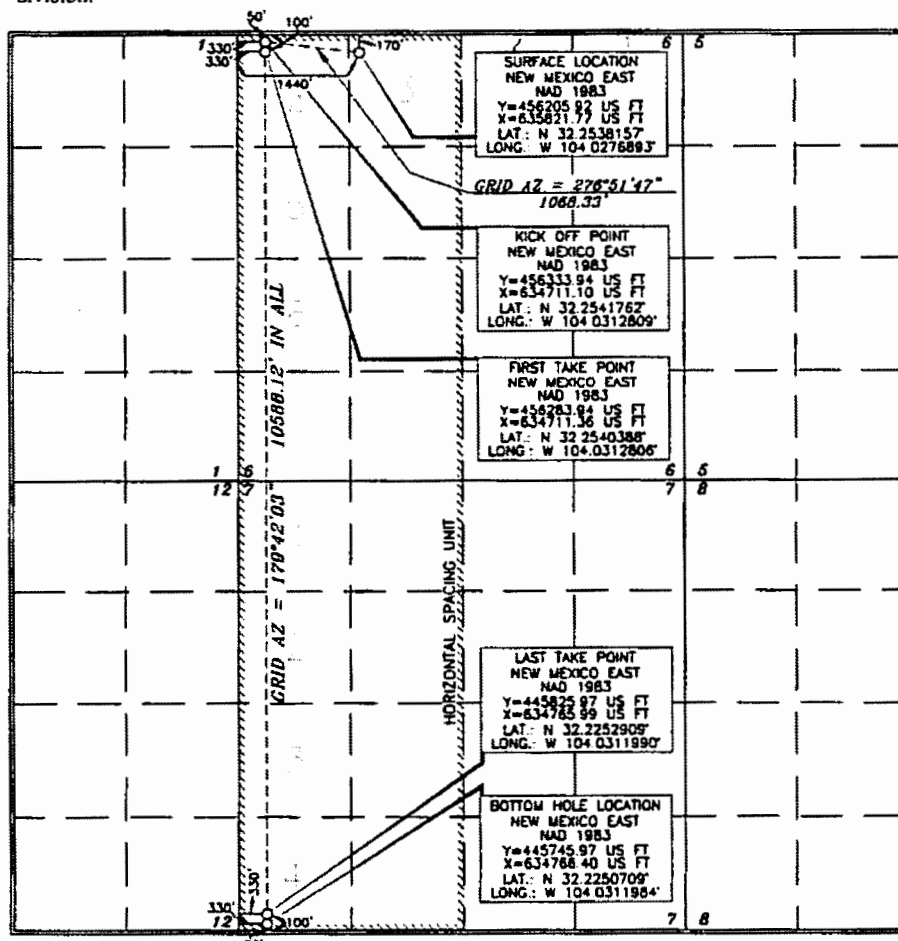 50'
100'
1
330'
330'
170'
1440'
6
5
SURFACE LOCATION
NEW MEXICO EAST
NAD 1983
Y=456205.92 US FT
X=635821.77 US FT
LAT.: N 32.2538157°
LONG.: W 104.0276893°
GRID AZ = 276°51'47"
1068.33'
KICK OFF POINT
NEW MEXICO EAST
NAD 1983
Y=456333.94 US FT
X=634711.10 US FT
LAT.: N 32.2541762°
LONG.: W 104.0312809°
FIRST TAKE POINT
NEW MEXICO EAST
NAD 1983
Y=456283.94 US FT
X=634711.36 US FT
LAT.: N 32.2540388°
LONG.: W 104.0312806°
GRID AZ = 179°42'03" 10588.12' IN ALL
1
6
12
7
6
5
7
8
HORIZONTAL SPACING UNIT
LAST TAKE POINT
NEW MEXICO EAST
NAD 1983
Y=445825.97 US FT
X=634765.99 US FT
LAT.: N 32.2252909°
LONG.: W 104.0311990°
BOTTOM HOLE LOCATION
NEW MEXICO EAST
NAD 1983
Y=445745.97 US FT
X=634766.40 US FT
LAT.: N 32.2250709°
LONG.: W 104.0311984°
330'
330'
12
100'
7
8